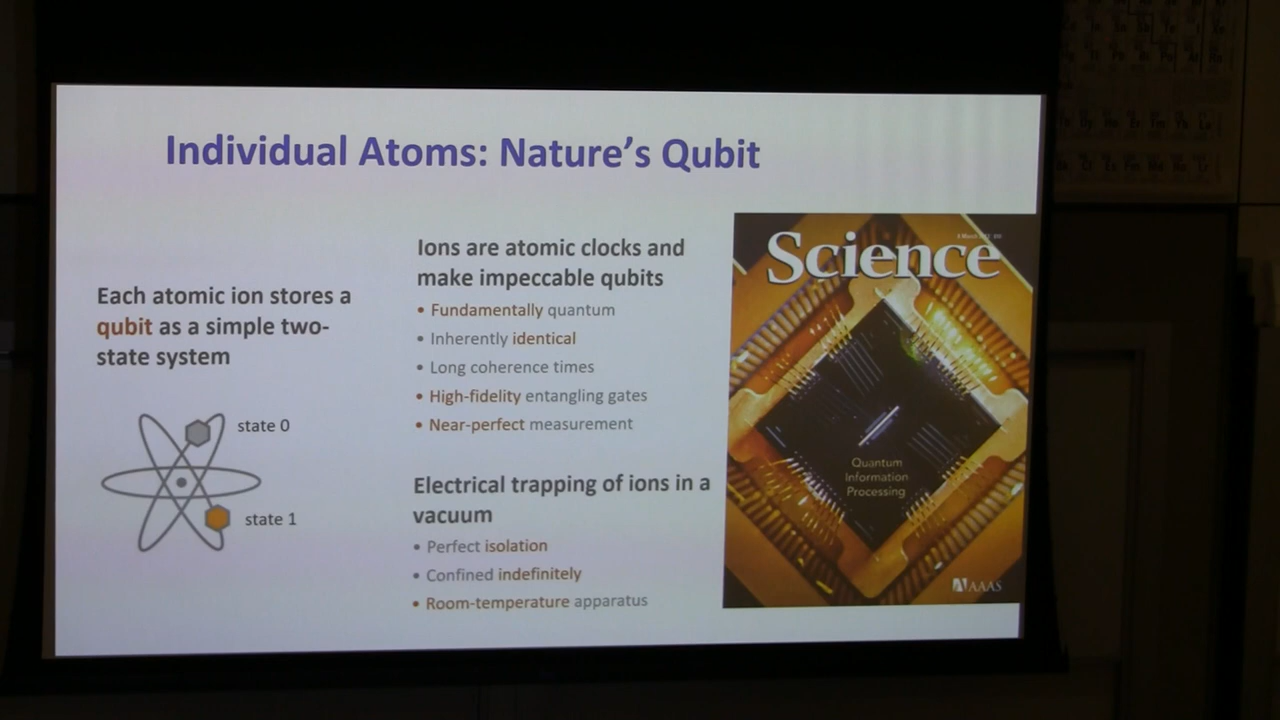 Individual Atoms: Nature's Qubit
Each atomic ion stores a
qubit as a simple two-
state system
state 0
state 1
Ions are atomic clocks and
make impeccable qubits
• Fundamentally quantum
• Inherently identical
• Long coherence times
• High-fidelity entangling gates
• Near-perfect measurement
Electrical trapping of ions in a
vacuum
• Perfect isolation
• Confined indefinitely
• Room-temperature apparatus
Science
Quantum
Information
Processing
AAAS